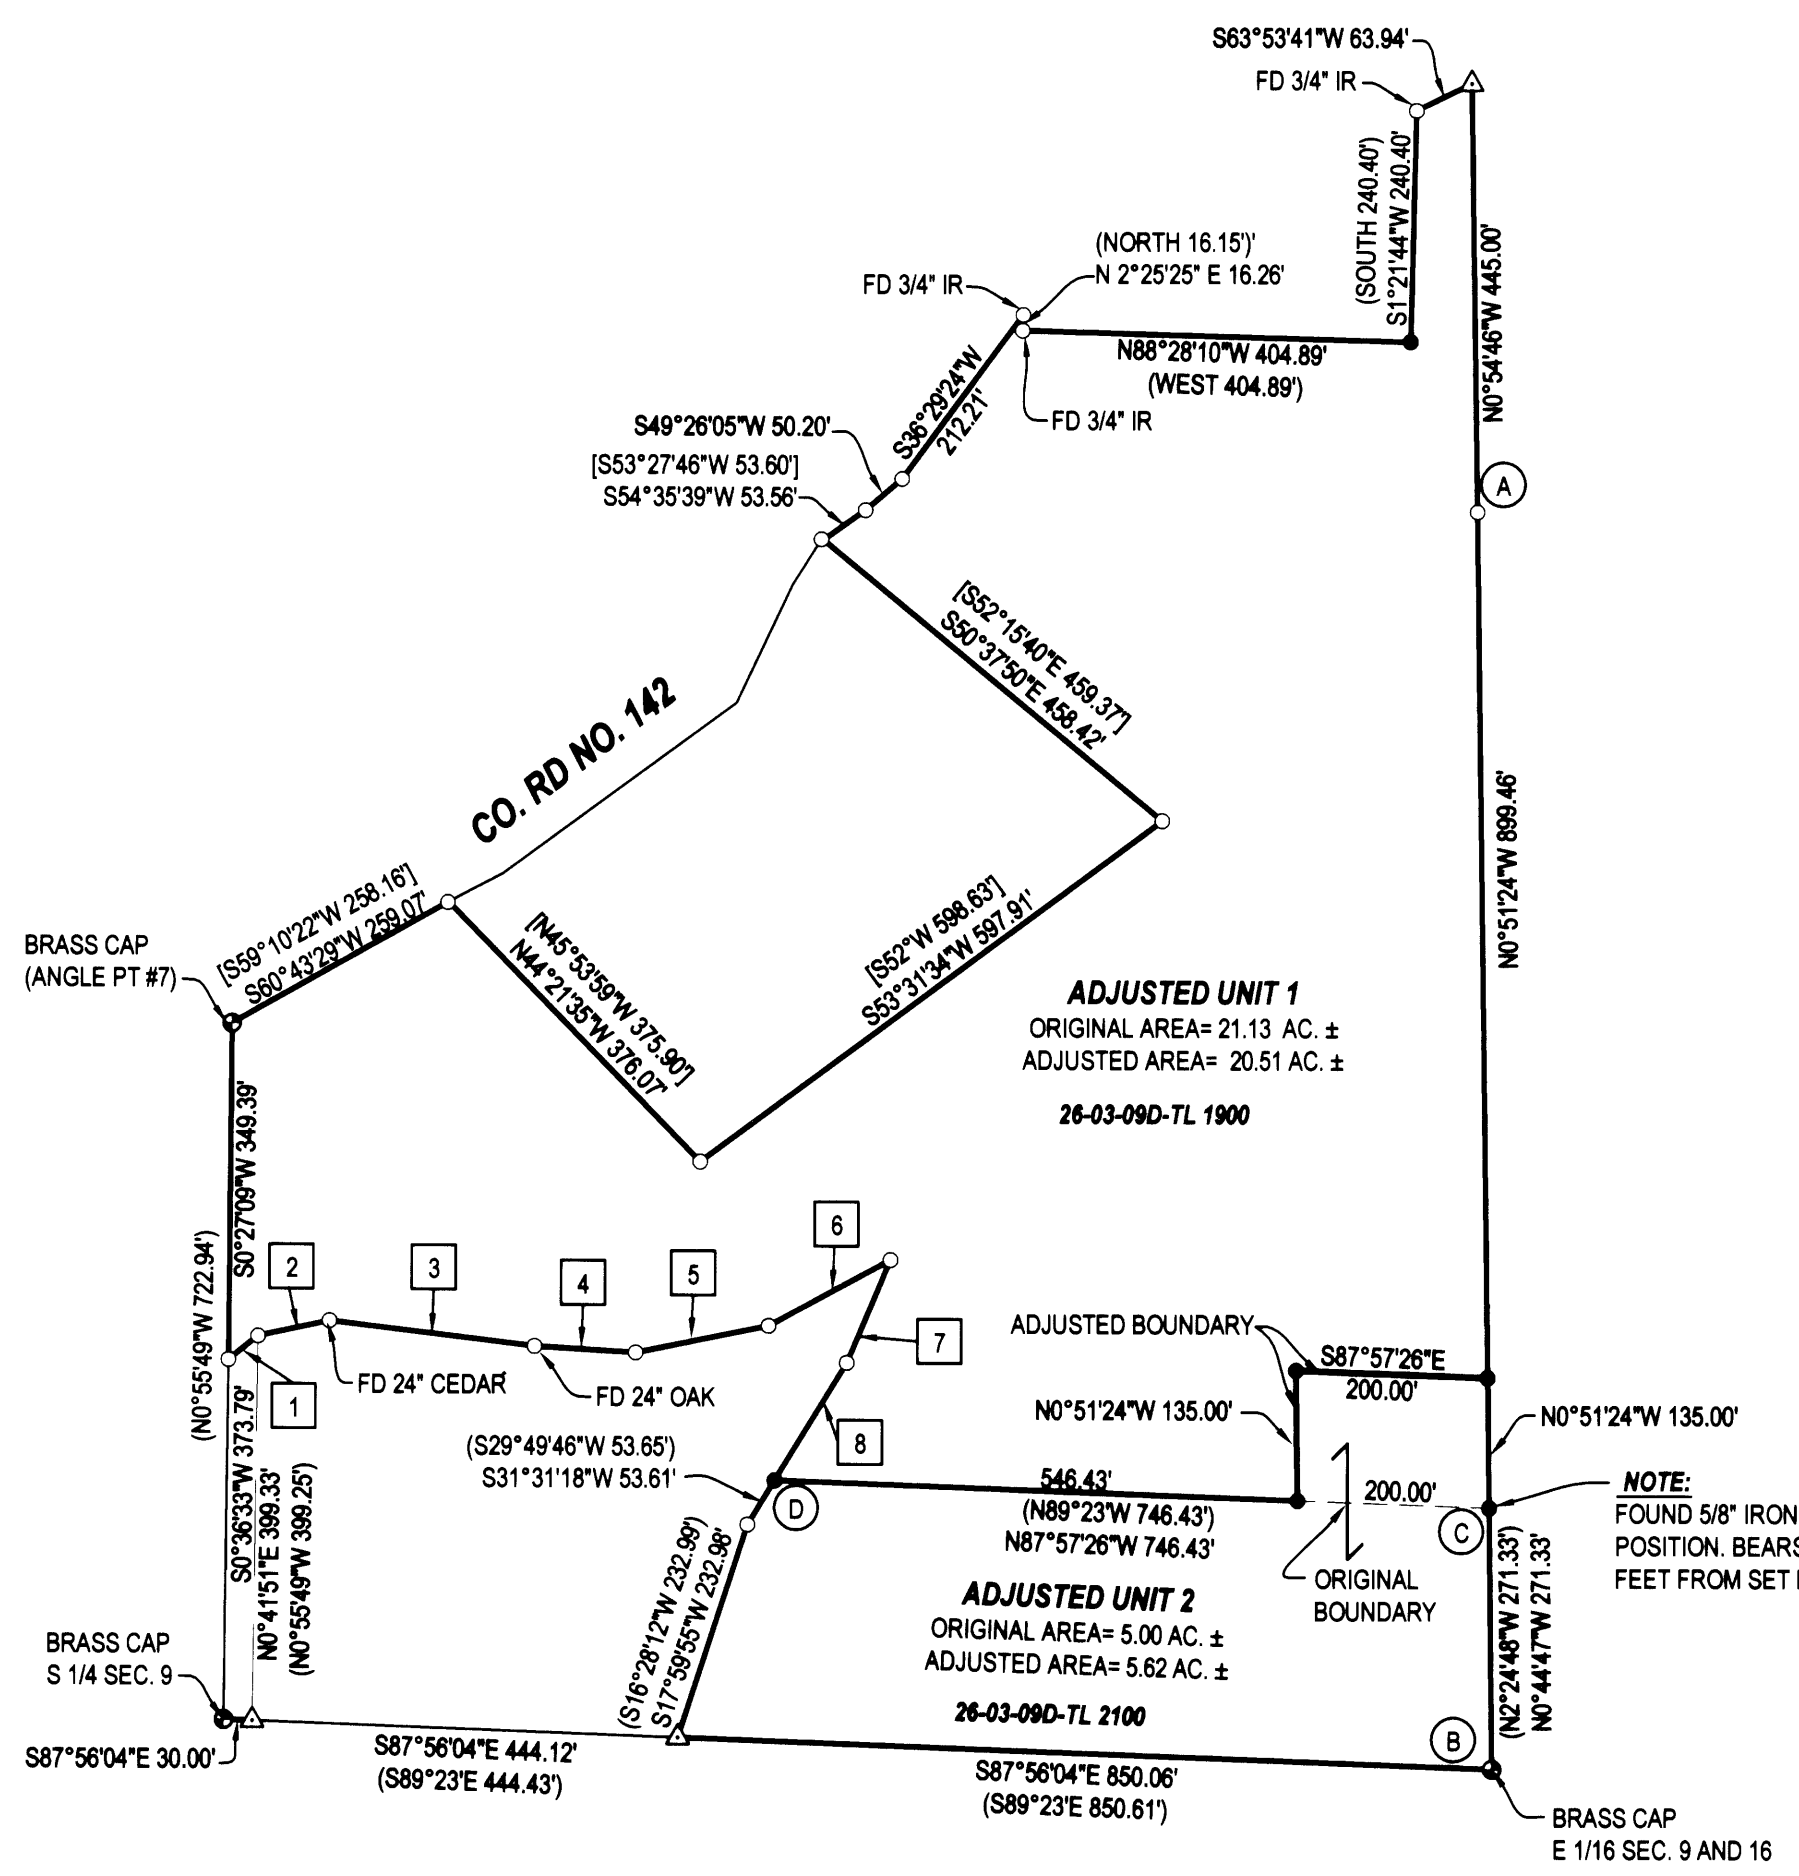 S63°53'41"W 63.94'
FD 3/4" IR
(SOUTH 240.40')
S1°21'44"W 240.40'
N0°54'46"W 445.00'
(NORTH 16.15')'
N 2°25'25" E 16.26'
FD 3/4" IR
N88°28'10"W 404.89'
(WEST 404.89')
FD 3/4" IR
S36°29'24"W
212.21'
S49°26'05"W 50.20'
[S53°27'46"W 53.60']
S54°35'39"W 53.56'
A
[S52°15'40"E 459.37']
S50°37'50"E 458.42'
CO. RD NO. 142
N0°51'24"W 899.46'
[S59°10'22"W 258.16']
S60°43'29"W 259.07'
BRASS CAP
(ANGLE PT #7)
[N45°53'59"W 375.90']
N44°21'35"W 376.07'
[S52°W 598.63']
S53°31'34"W 597.91'
ADJUSTED UNIT 1
ORIGINAL AREA= 21.13 AC. ±
ADJUSTED AREA= 20.51 AC. ±
26-03-09D-TL 1900
S0°27'09"W 349.39'
(N0°55'49"W 722.94')
1
2
3
4
5
6
7
8
FD 24" CEDAR
FD 24" OAK
ADJUSTED BOUNDARY
S87°57'26"E
200.00'
N0°51'24"W 135.00'
N0°51'24"W 135.00'
S0°36'33"W 373.79'
N0°41'51"E 399.33'
(N0°55'49"W 399.25')
(S29°49'46"W 53.65')
S31°31'18"W 53.61'
D
546.43'
(N89°23'W 746.43')
N87°57'26"W 746.43'
200.00'
C
NOTE:
FOUND 5/8" IRON
POSITION. BEARS
FEET FROM SET
ORIGINAL
BOUNDARY
(S16°28'12"W 232.99')
S17°59'55"W 232.98'
ADJUSTED UNIT 2
ORIGINAL AREA= 5.00 AC. ±
ADJUSTED AREA= 5.62 AC. ±
26-03-09D-TL 2100
(N2°24'48"W 271.33')
N0°44'47"W 271.33'
B
BRASS CAP
S 1/4 SEC. 9
S87°56'04"E 30.00'
S87°56'04"E 444.12'
(S89°23'E 444.43')
S87°56'04"E 850.06'
(S89°23'E 850.61')
BRASS CAP
E 1/16 SEC. 9 AND 16